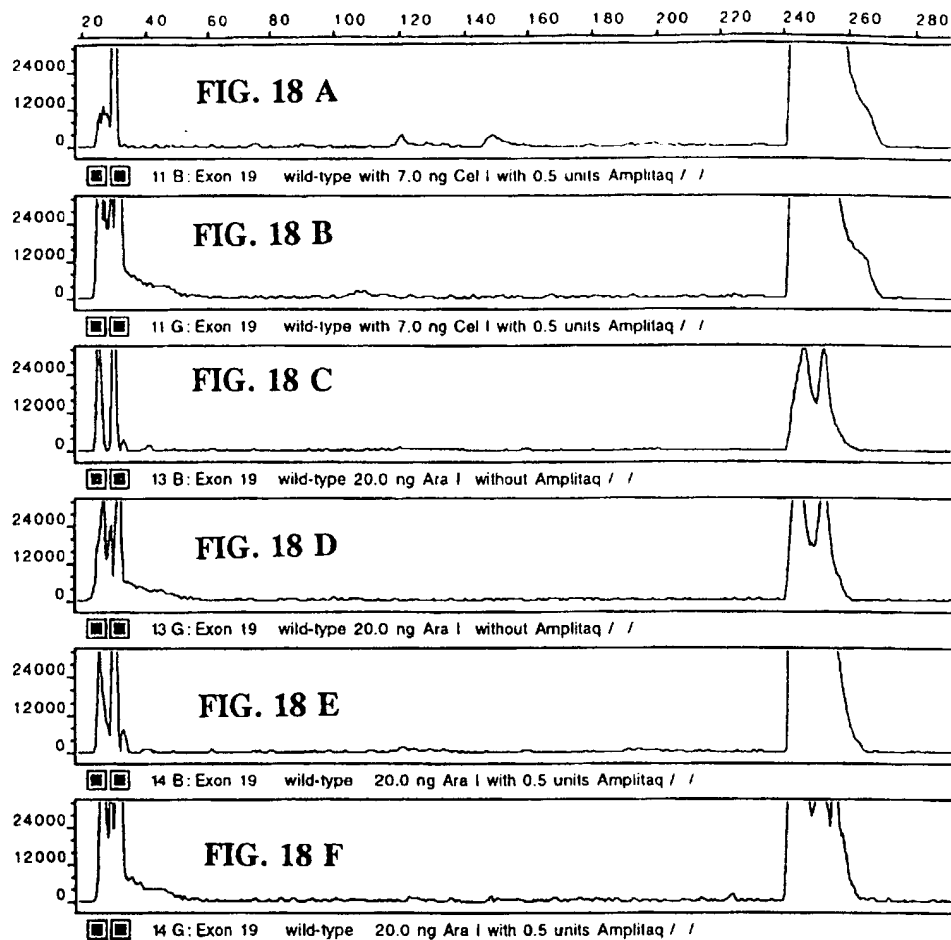 20 40 60 80 100 120 140 160 180 200 220 240 260 280
24000
12000
0
FIG. 18 A
11 B: Exon 19 wild-type with 7.0 ng Cel I with 0.5 units Amplitaq / /
24000
12000
0
FIG. 18 B
11 G: Exon 19 wild-type with 7.0 ng Cel I with 0.5 units Amplitaq / /
24000
12000
0
FIG. 18 C
13 B: Exon 19 wild-type 20.0 ng Ara I without Amplitaq / /
24000
12000
0
FIG. 18 D
13 G: Exon 19 wild-type 20.0 ng Ara I without Amplitaq / /
24000
12000
0
FIG. 18 E
14 B: Exon 19 wild-type 20.0 ng Ara I with 0.5 units Amplitaq / /
24000
12000
0
FIG. 18 F
14 G: Exon 19 wild-type 20.0 ng Ara I with 0.5 units Amplitaq / /